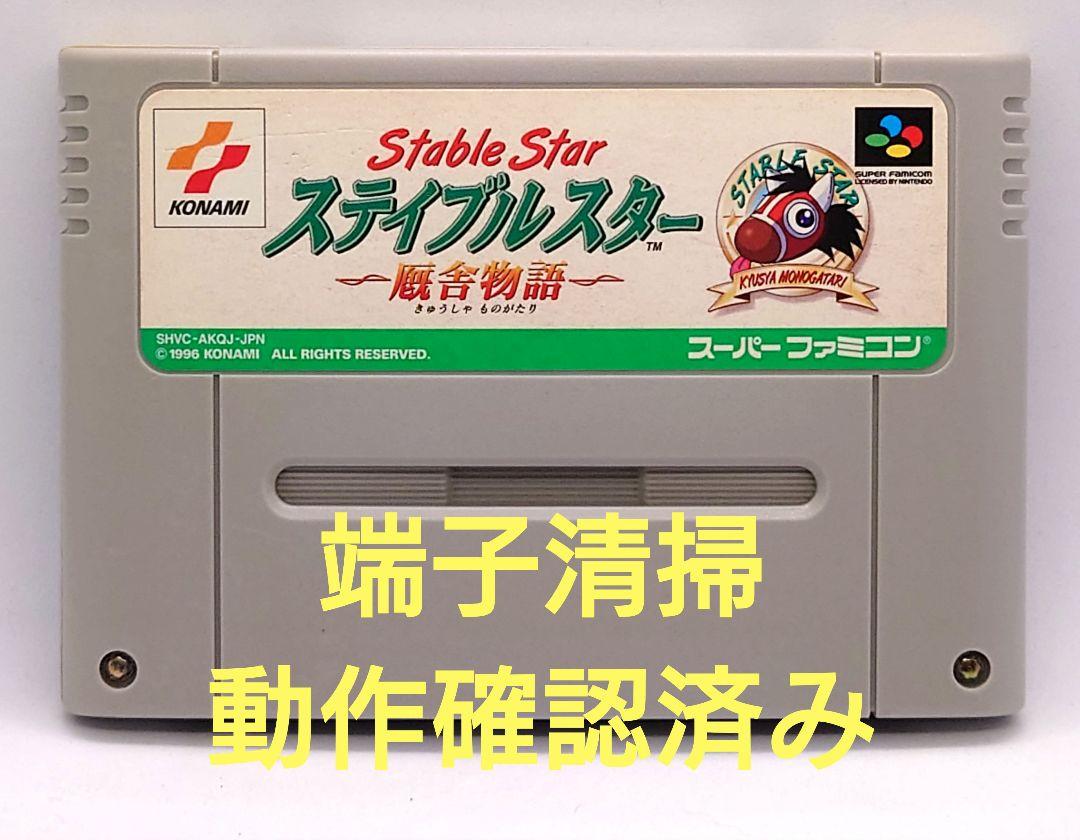 KONAMI
Stable Star
ステイブルスター
TM
厩舎物語
きゅうしゃ ものがたり
STABLE STAR
KYUSYA MONOGATARI
SUPER FAMICOM
LICENSED BY NINTENDO
SHVC-AKQJ-JPN
© 1996 KONAMI ALL RIGHTS RESERVED.
スーパーファミコン®
端子清掃
動作確認済み